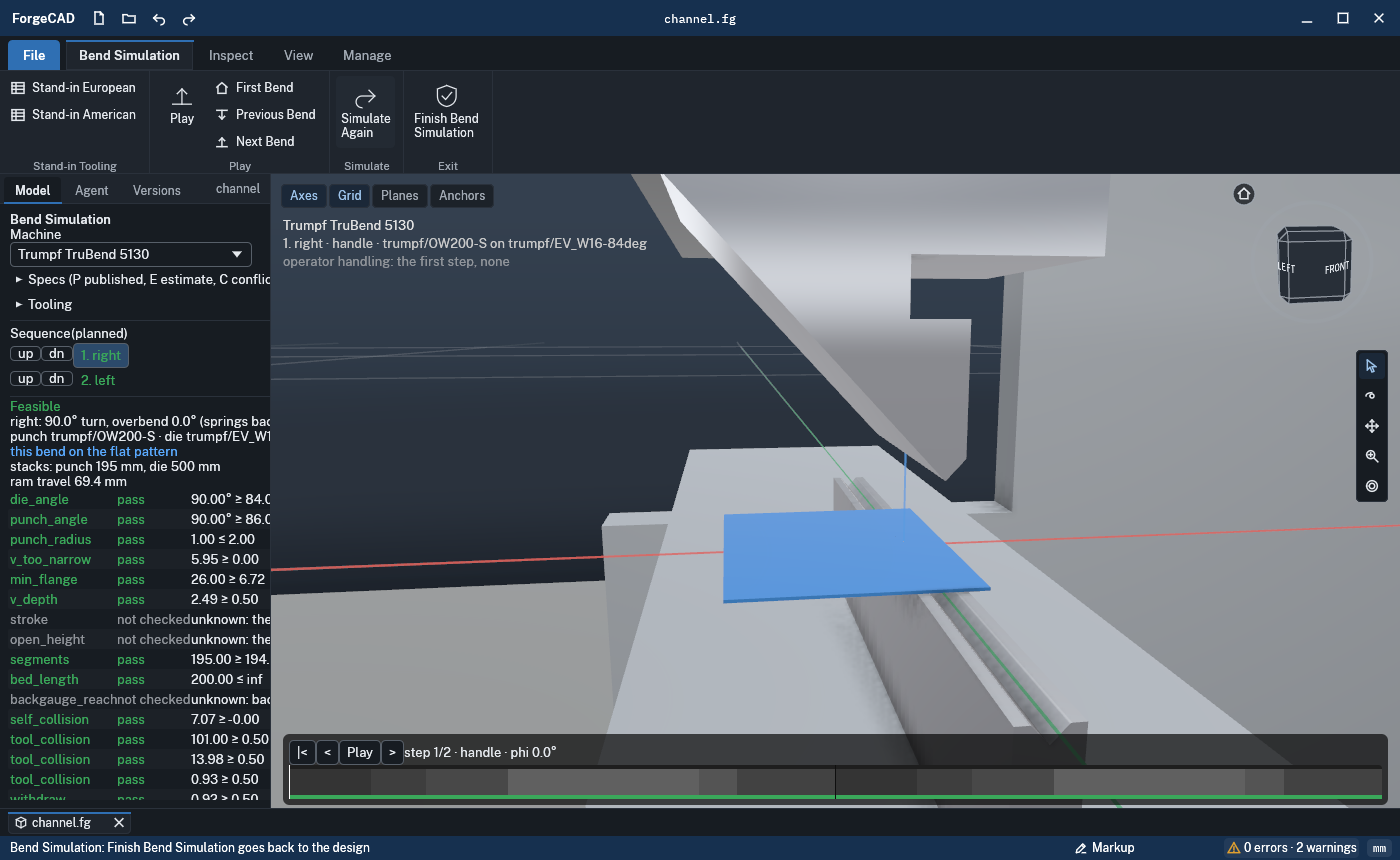 ForgeCAD
channel.fg
File
Bend Simulation
Inspect
View
Manage
Stand-in European
Stand-in American
Stand-in Tooling
Play
First Bend
Previous Bend
Next Bend
Play
Simulate
Again
Simulate
Finish Bend
Simulation
Exit
Model
Agent
Versions
channel
Bend Simulation
Machine
Trumpf TruBend 5130
Specs (P published, E estimate, C conflic
Tooling
Sequence(planned)
up dn 1. right
up dn 2. left
Feasible
right: 90.0° turn, overbend 0.0° (springs bac
punch trumpf/OW200-S · die trumpf/EV_W1
this bend on the flat pattern
stacks: punch 195 mm, die 500 mm
ram travel 69.4 mm
die_angle pass 90.00° ≥ 84.0
punch_angle pass 90.00° ≥ 86.0
punch_radius pass 1.00 ≤ 2.00
v_too_narrow pass 5.95 ≥ 0.00
min_flange pass 26.00 ≥ 6.72
v_depth pass 2.49 ≥ 0.50
stroke not checked unknown: the
open_height not checked unknown: the
segments pass 195.00 ≥ 194.
bed_length pass 200.00 ≤ inf
backgauge_reach not checked unknown: bac
self_collision pass 7.07 ≥ -0.00
tool_collision pass 101.00 ≥ 0.50
tool_collision pass 13.98 ≥ 0.50
tool_collision pass 0.93 ≥ 0.50
withdraw pass 0.93 ≥ 0.50
Axes
Grid
Planes
Anchors
Trumpf TruBend 5130
1. right · handle · trumpf/OW200-S on trumpf/EV_W16-84deg
operator handling: the first step, none
LEFT
FRONT
|< < Play > step 1/2 · handle · phi 0.0°
channel.fg
Bend Simulation: Finish Bend Simulation goes back to the design
Markup
0 errors · 2 warnings
mm